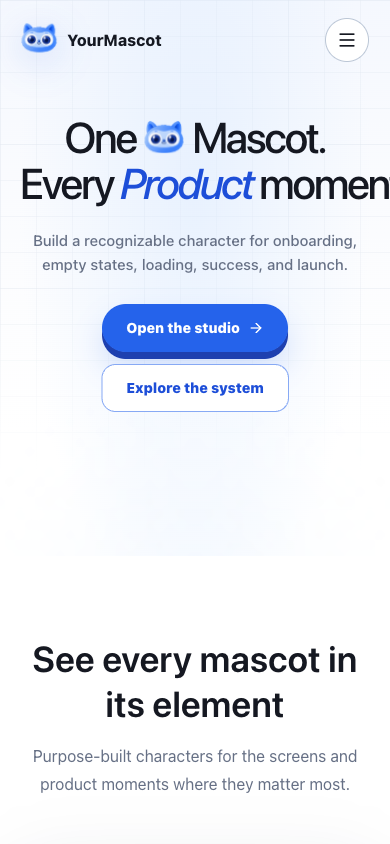 YourMascot
One Mascot.
Every Product momen
Build a recognizable character for onboarding,
empty states, loading, success, and launch.
Open the studio
Explore the system
See every mascot in
its element
Purpose-built characters for the screens and
product moments where they matter most.